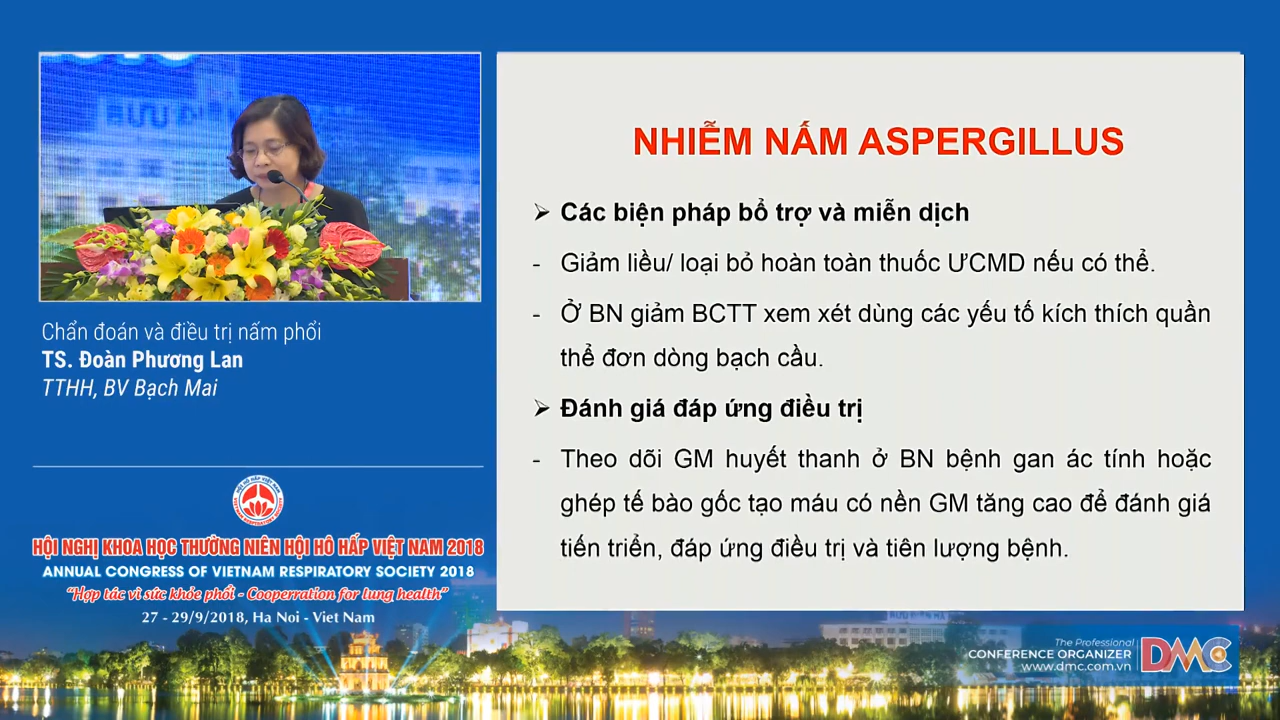 BƯU ĐIỆN
Chẩn đoán và điều trị nấm phổi
TS. Đoàn Phương Lan
TTHH, BV Bạch Mai
HỘI NGHỊ KHOA HỌC THƯỜNG NIÊN HỘI HÔ HẤP VIỆT NAM 2018
ANNUAL CONGRESS OF VIETNAM RESPIRATORY SOCIETY 2018
“Hợp tác vì sức khỏe phổi - Cooperration for lung health”
27 - 29/9/2018, Ha Noi - Viet Nam
NHIỄM NẤM ASPERGILLUS
➢ Các biện pháp bổ trợ và miễn dịch
- Giảm liều/ loại bỏ hoàn toàn thuốc ƯCMD nếu có thể.
- Ở BN giảm BCTT xem xét dùng các yếu tố kích thích quần
thể đơn dòng bạch cầu.
➢ Đánh giá đáp ứng điều trị
- Theo dõi GM huyết thanh ở BN bệnh gan ác tính hoặc
ghép tế bào gốc tạo máu có nền GM tăng cao để đánh giá
tiến triển, đáp ứng điều trị và tiên lượng bệnh.
The Professional
CONFERENCE ORGANIZER
www.dmc.com.vn
DMC